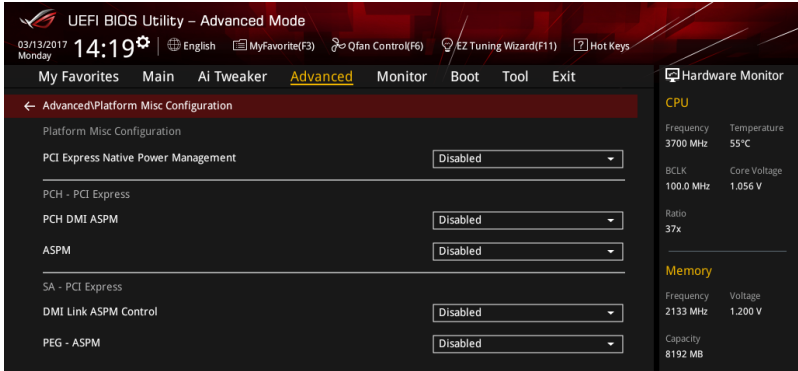 UEFI BIOS Utility – Advanced Mode
03/13/2017 Monday 14:19 English MyFavorite(F3) Qfan Control(F6) EZ Tuning Wizard(F11) ? Hot Keys
My Favorites Main Ai Tweaker Advanced Monitor Boot Tool Exit
← Advanced\Platform Misc Configuration
Platform Misc Configuration
PCI Express Native Power Management Disabled
PCH - PCI Express
PCH DMI ASPM Disabled
ASPM Disabled
SA - PCI Express
DMI Link ASPM Control Disabled
PEG - ASPM Disabled
Hardware Monitor
CPU
Frequency Temperature
3700 MHz 55°C
BCLK Core Voltage
100.0 MHz 1.056 V
Ratio
37x
Memory
Frequency Voltage
2133 MHz 1.200 V
Capacity
8192 MB